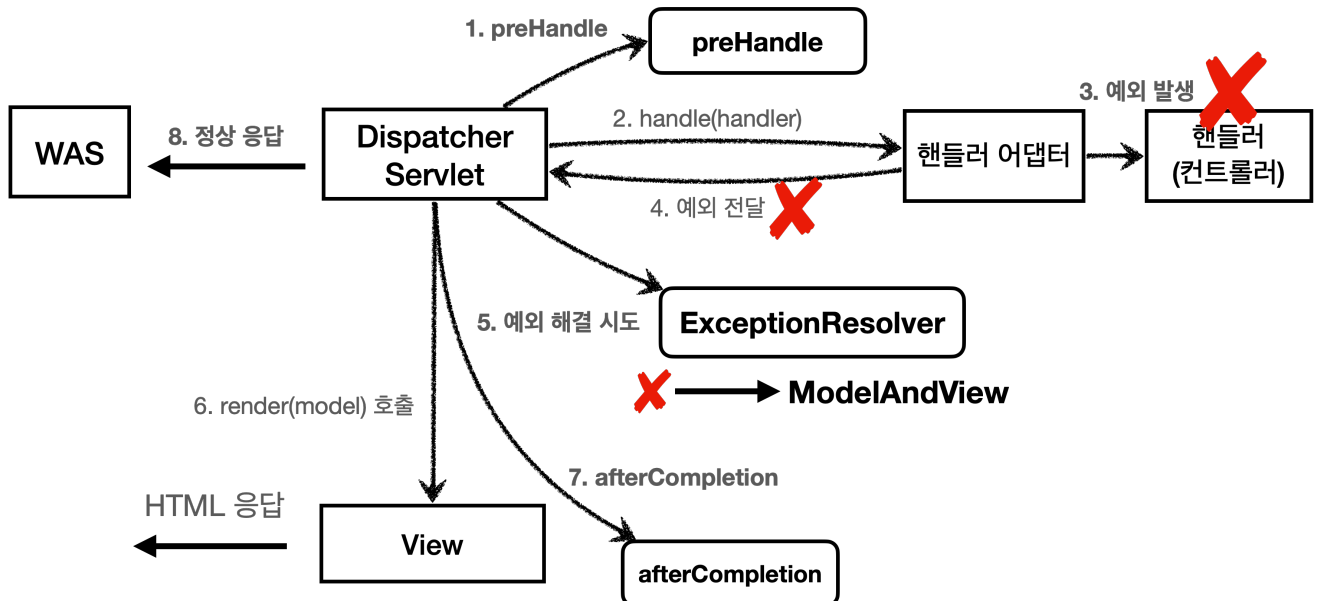 1. preHandle
preHandle
WAS
8. 정상 응답
Dispatcher
Servlet
2. handle(handler)
핸들러 어댑터
3. 예외 발생
핸들러
(컨트롤러)
4. 예외 전달
5. 예외 해결 시도
ExceptionResolver
ModelAndView
6. render(model) 호출
7. afterCompletion
HTML 응답
View
afterCompletion